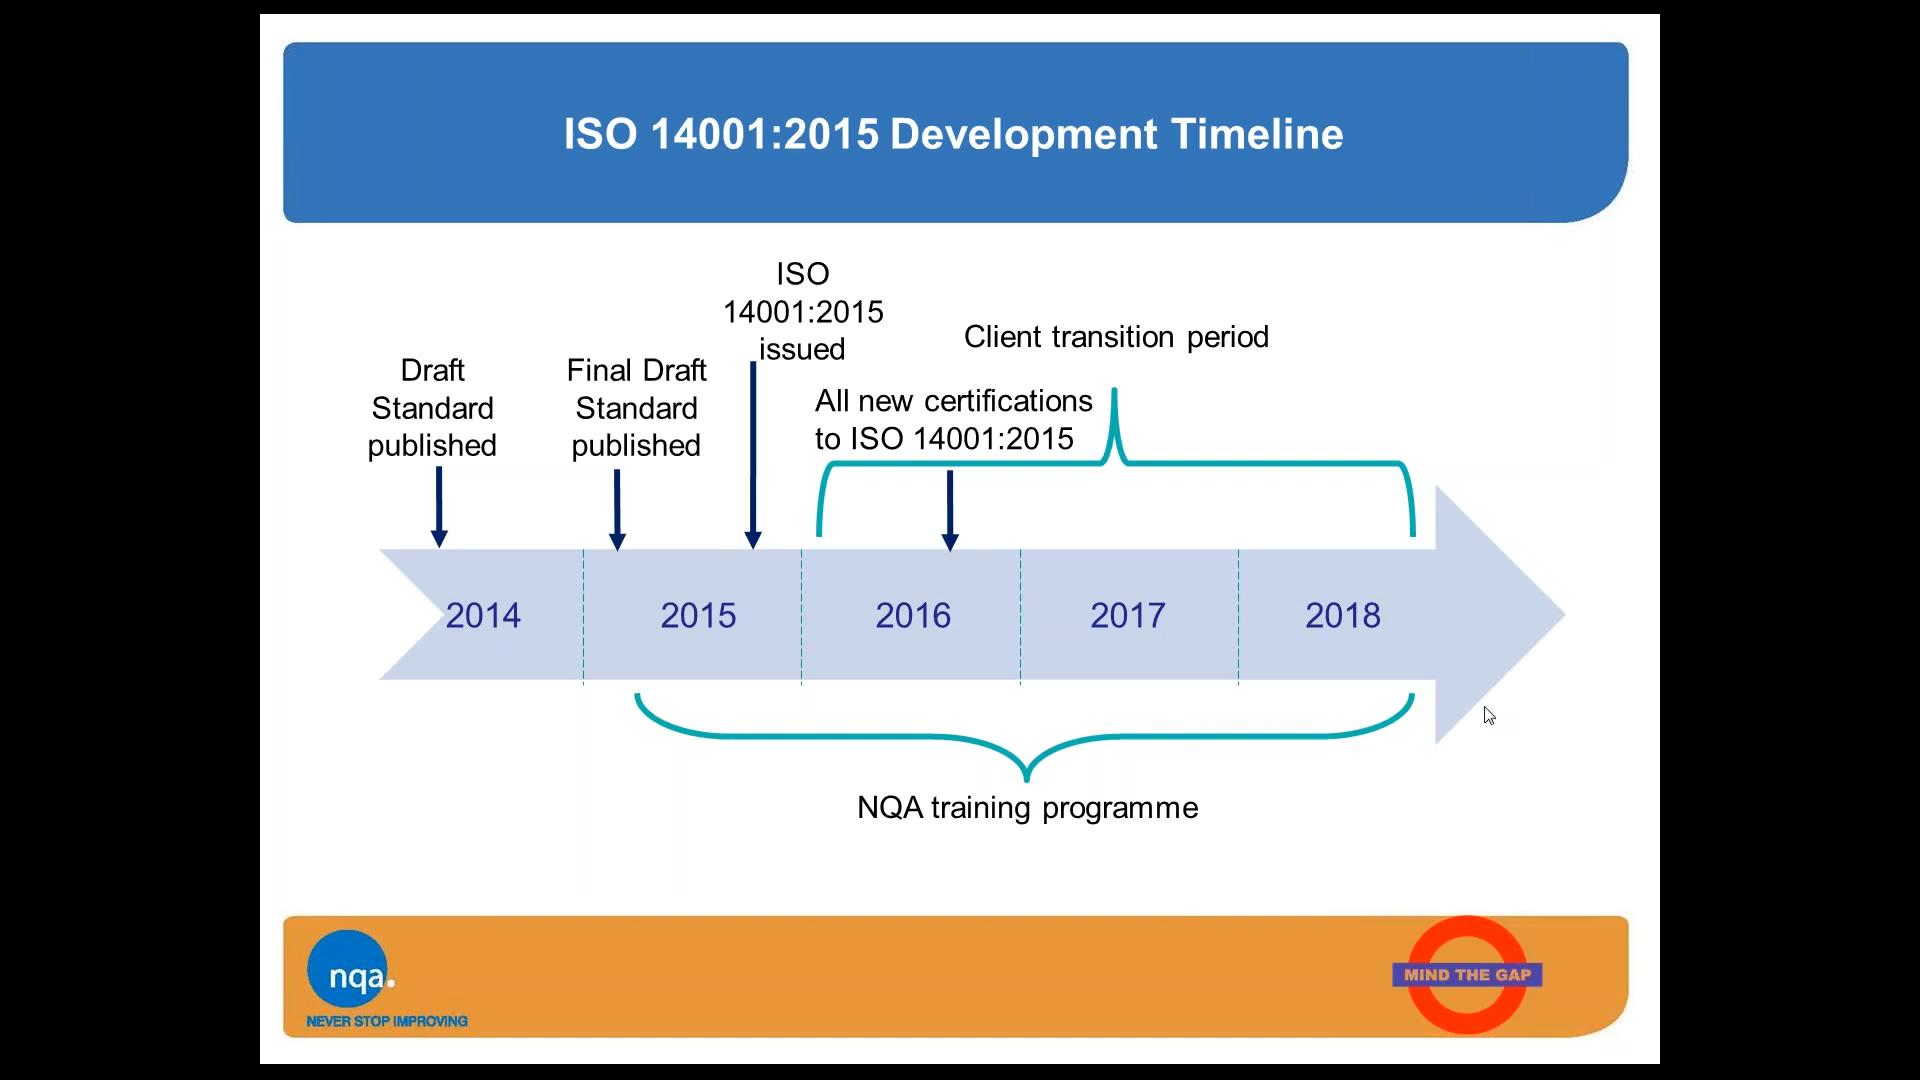 ISO 14001:2015 Development Timeline
ISO
14001:2015
issued
Client transition period
Draft
Standard
published
Final Draft
Standard
published
All new certifications
to ISO 14001:2015
2014
2015
2016
2017
2018
NQA training programme
nqa.
NEVER STOP IMPROVING
MIND THE GAP